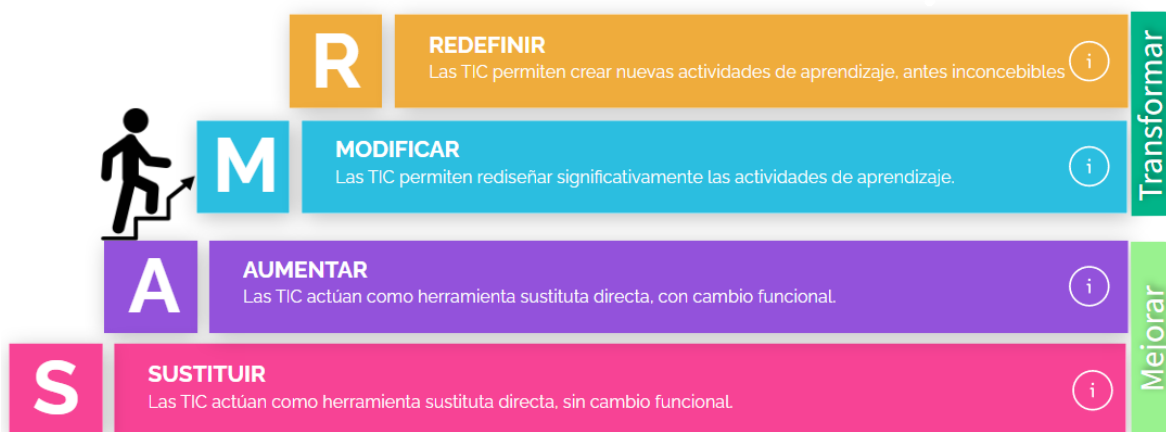 R
REDEFINIR
Las TIC permiten crear nuevas actividades de aprendizaje, antes inconcebibles
i
M
MODIFICAR
Las TIC permiten rediseñar significativamente las actividades de aprendizaje.
i
Transformar
A
AUMENTAR
Las TIC actúan como herramienta sustituta directa, con cambio funcional.
i
S
SUSTITUIR
Las TIC actúan como herramienta sustituta directa, sin cambio funcional.
i
Mejorar